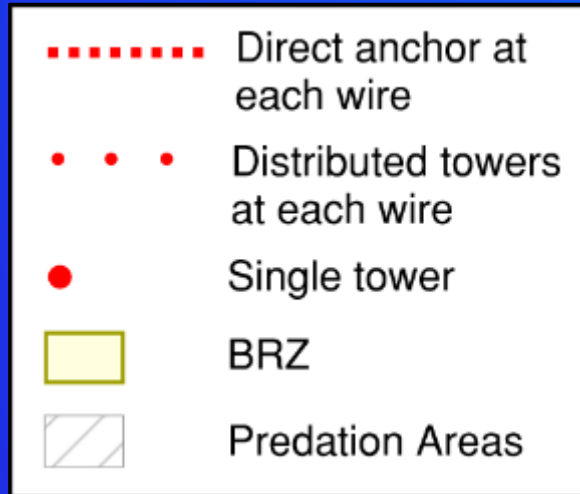 Direct anchor at
each wire
Distributed towers
at each wire
Single tower
BRZ
Predation Areas